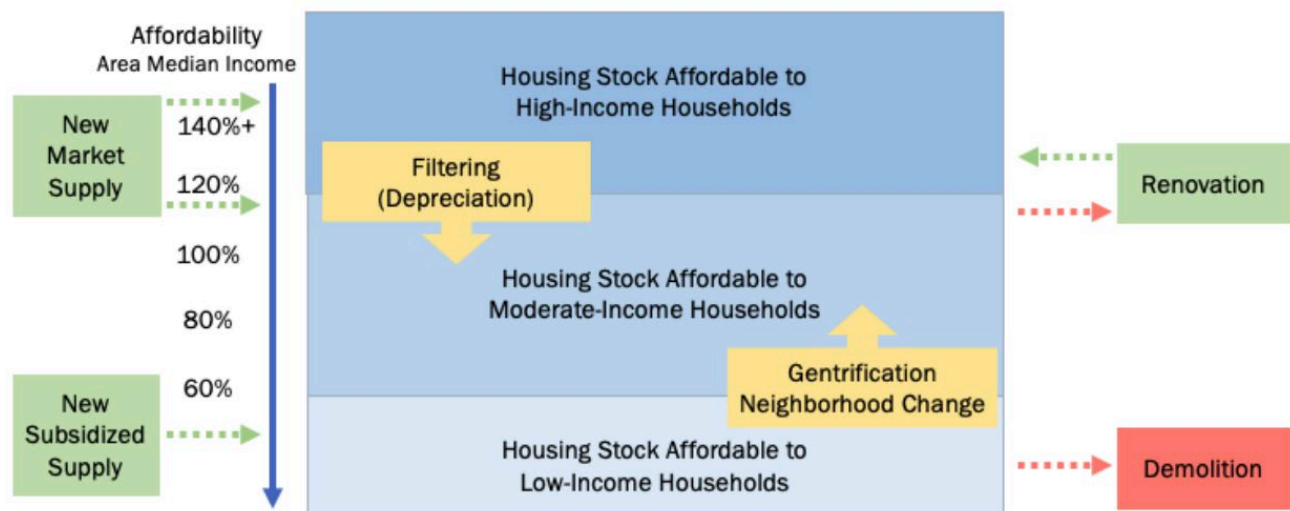 Affordability
Area Median Income
New
Market
Supply
140%+
120%
100%
80%
60%
New
Subsidized
Supply
Housing Stock Affordable to
High-Income Households
Filtering
(Depreciation)
Housing Stock Affordable to
Moderate-Income Households
Gentrification
Neighborhood Change
Housing Stock Affordable to
Low-Income Households
Renovation
Demolition